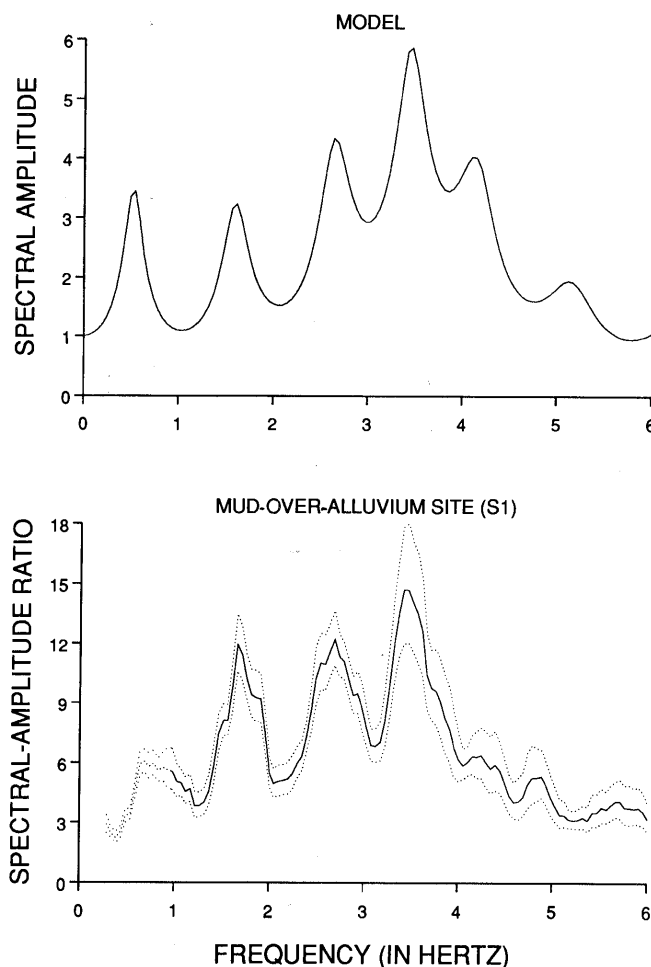 MODEL
SPECTRAL AMPLITUDE
6
5
4
3
2
1
0
0 1 2 3 4 5 6
MUD-OVER-ALLUVIUM SITE (S1)
SPECTRAL-AMPLITUDE RATIO
18
15
12
9
6
3
0
0 1 2 3 4 5 6
FREQUENCY (IN HERTZ)